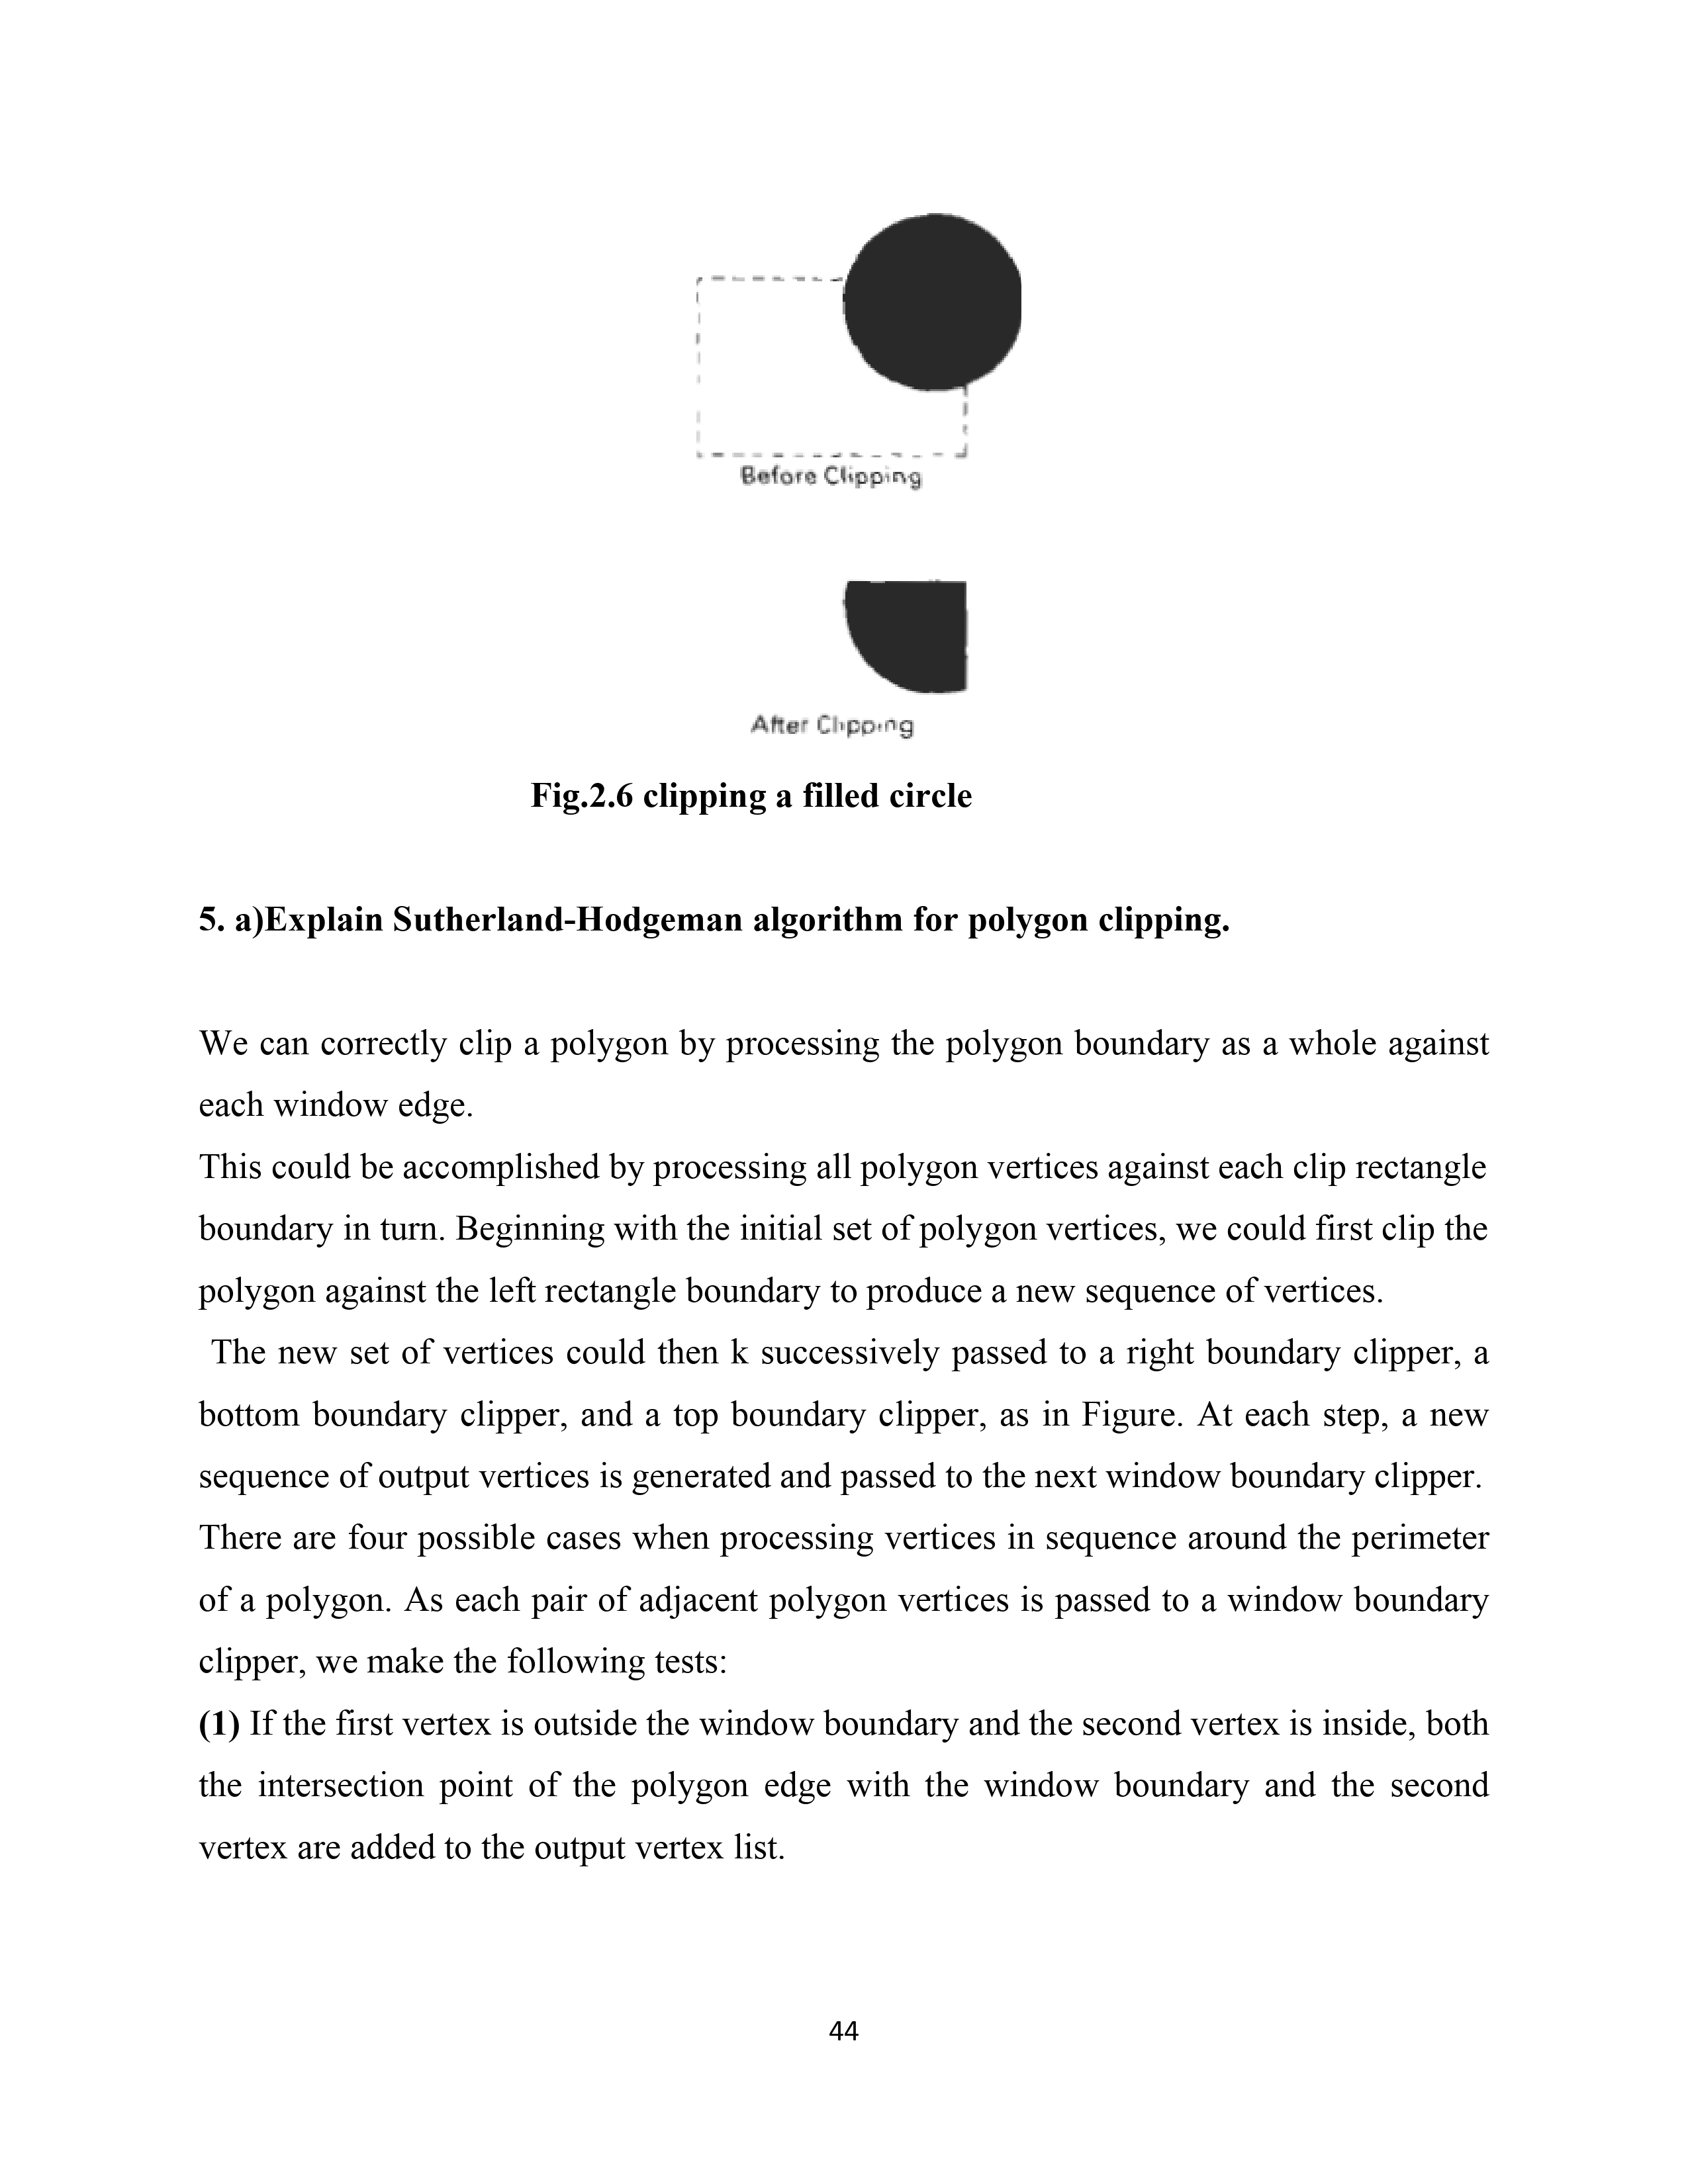 Before Clipping
After Clipping
Fig.2.6 clipping a filled circle
5. a)Explain Sutherland-Hodgeman algorithm for polygon clipping.
We can correctly clip a polygon by processing the polygon boundary as a whole against
each window edge.
This could be accomplished by processing all polygon vertices against each clip rectangle
boundary in turn. Beginning with the initial set of polygon vertices, we could first clip the
polygon against the left rectangle boundary to produce a new sequence of vertices.
The new set of vertices could then k successively passed to a right boundary clipper, a
bottom boundary clipper, and a top boundary clipper, as in Figure. At each step, a new
sequence of output vertices is generated and passed to the next window boundary clipper.
There are four possible cases when processing vertices in sequence around the perimeter
of a polygon. As each pair of adjacent polygon vertices is passed to a window boundary
clipper, we make the following tests:
(1) If the first vertex is outside the window boundary and the second vertex is inside, both
the intersection point of the polygon edge with the window boundary and the second
vertex are added to the output vertex list.
44